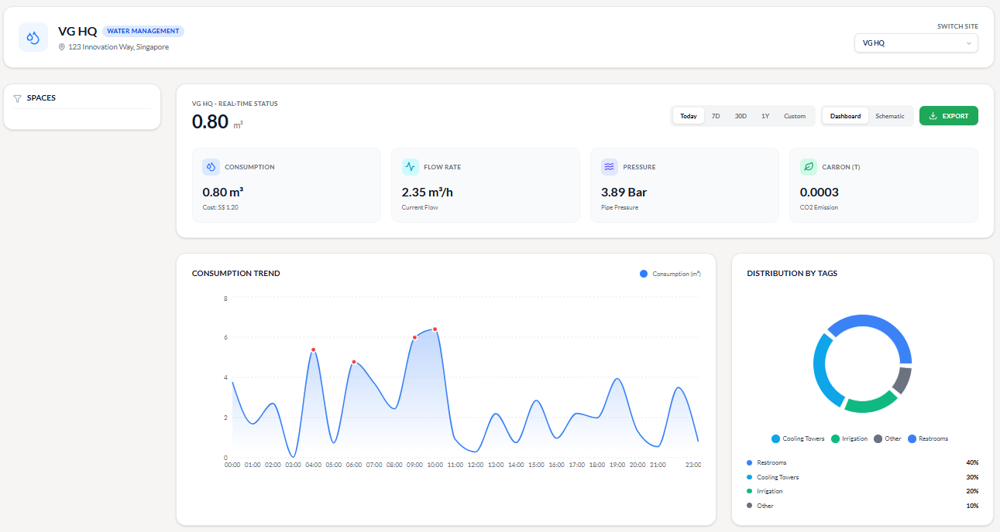 VG HQ WATER MANAGEMENT
123 Innovation Way, Singapore
SWITCH SITE
VG HQ
SPACES
VG HQ - REAL-TIME STATUS
0.80 m³
Today 7D 30D 1Y Custom Dashboard Schematic EXPORT
CONSUMPTION
0.80 m³
Cost: S$ 1.20
FLOW RATE
2.35 m³/h
Current Flow
PRESSURE
3.89 Bar
Pipe Pressure
CARBON (T)
0.0003
CO2 Emission
CONSUMPTION TREND
Consumption (m³)
8
6
4
2
0
00:00 01:00 02:00 03:00 04:00 05:00 06:00 07:00 08:00 09:00 10:00 11:00 12:00 13:00 14:00 15:00 16:00 17:00 18:00 19:00 20:00 21:00 23:00
DISTRIBUTION BY TAGS
Cooling Towers Irrigation Other Restrooms
Restrooms 40%
Cooling Towers 30%
Irrigation 20%
Other 10%